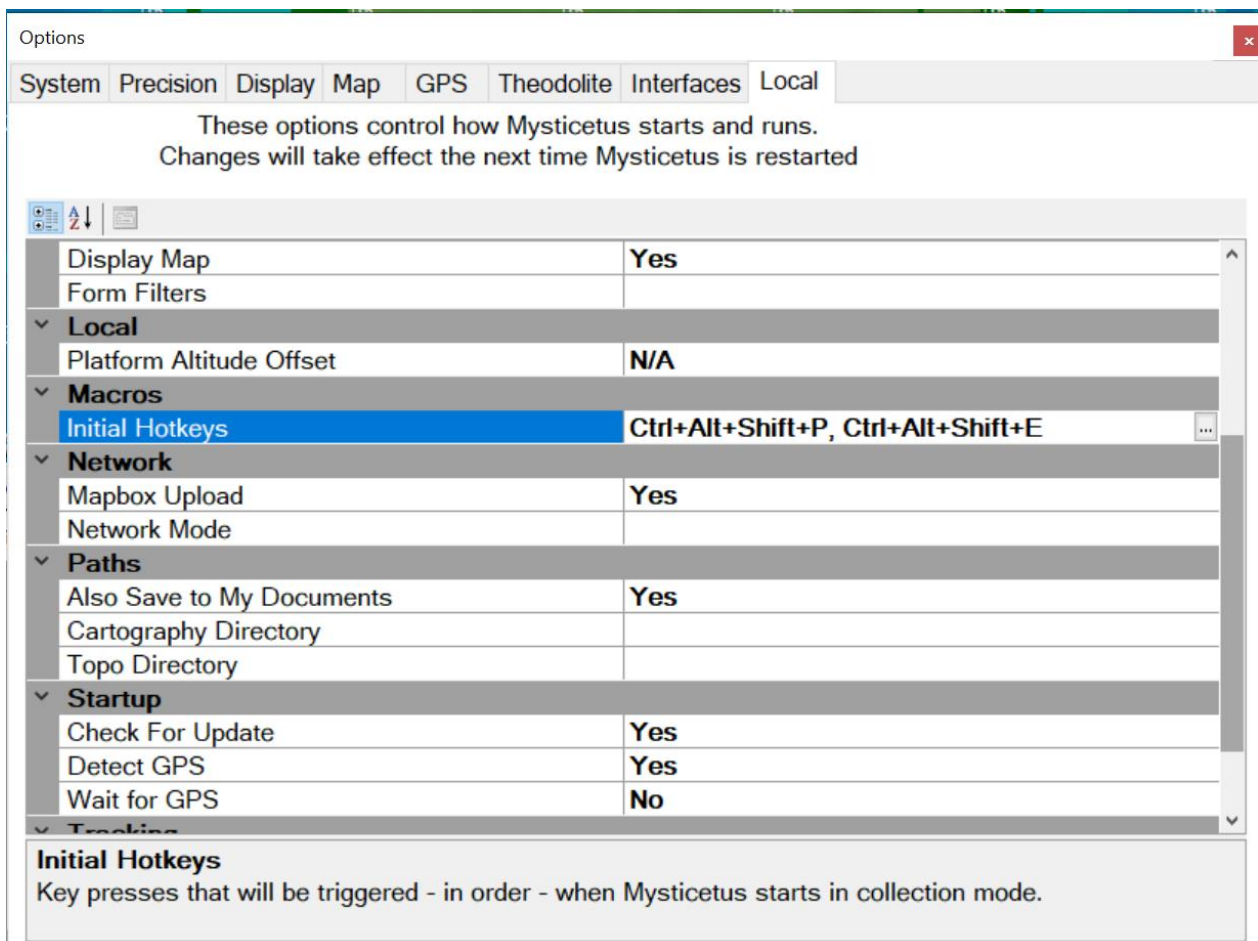 Options
x
System Precision Display Map GPS Theodolite Interfaces Local
These options control how Mysticetus starts and runs.
Changes will take effect the next time Mysticetus is restarted
Display Map Yes
Form Filters
Local
Platform Altitude Offset N/A
Macros
Initial Hotkeys Ctrl+Alt+Shift+P, Ctrl+Alt+Shift+E ...
Network
Mapbox Upload Yes
Network Mode
Paths
Also Save to My Documents Yes
Cartography Directory
Topo Directory
Startup
Check For Update Yes
Detect GPS Yes
Wait for GPS No
Tracking
Initial Hotkeys
Key presses that will be triggered - in order - when Mysticetus starts in collection mode.